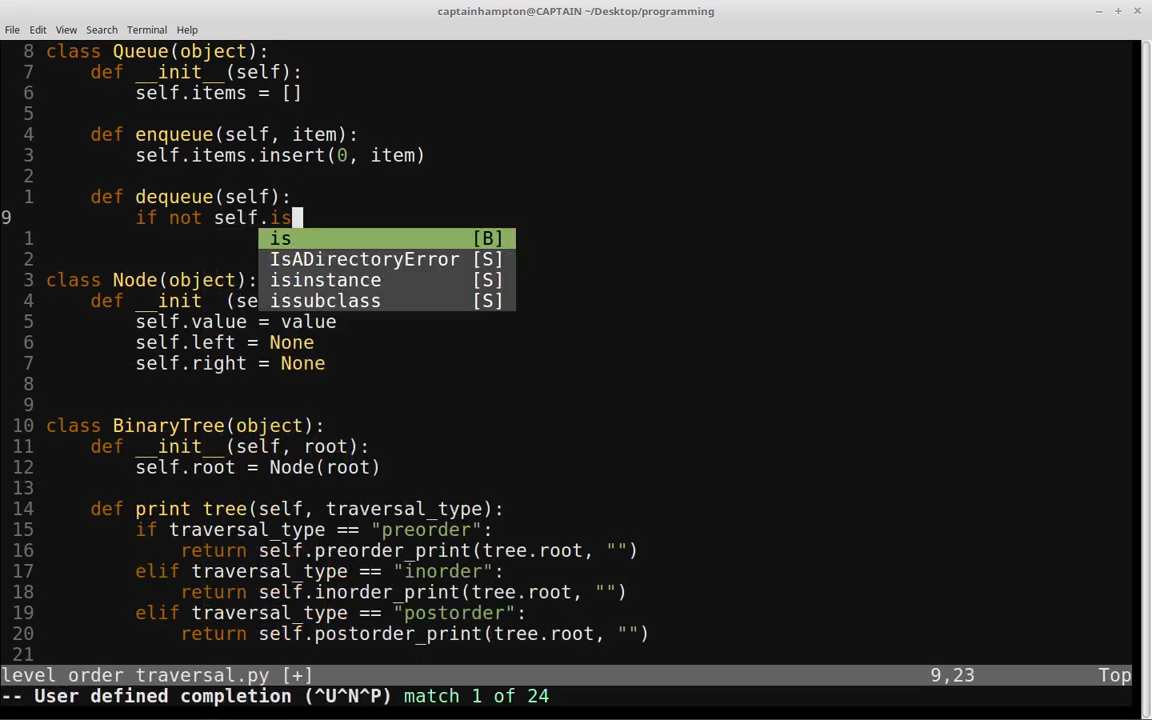 captainhampton@CAPTAIN ~/Desktop/programming
File Edit View Search Terminal Help
8 class Queue(object):
7 def __init__(self):
6 self.items = []
5
4 def enqueue(self, item):
3 self.items.insert(0, item)
2
1 def dequeue(self):
9 if not self.is
1 is [B]
2 IsADirectoryError [S]
3 class Node(object): isinstance [S]
4 def __init (se issubclass [S]
5 self.value = value
6 self.left = None
7 self.right = None
8
9
10 class BinaryTree(object):
11 def __init__(self, root):
12 self.root = Node(root)
13
14 def print tree(self, traversal_type):
15 if traversal_type == "preorder":
16 return self.preorder_print(tree.root, "")
17 elif traversal_type == "inorder":
18 return self.inorder_print(tree.root, "")
19 elif traversal_type == "postorder":
20 return self.postorder_print(tree.root, "")
21
level order traversal.py [+] 9,23 Top
-- User defined completion (^U^N^P) match 1 of 24